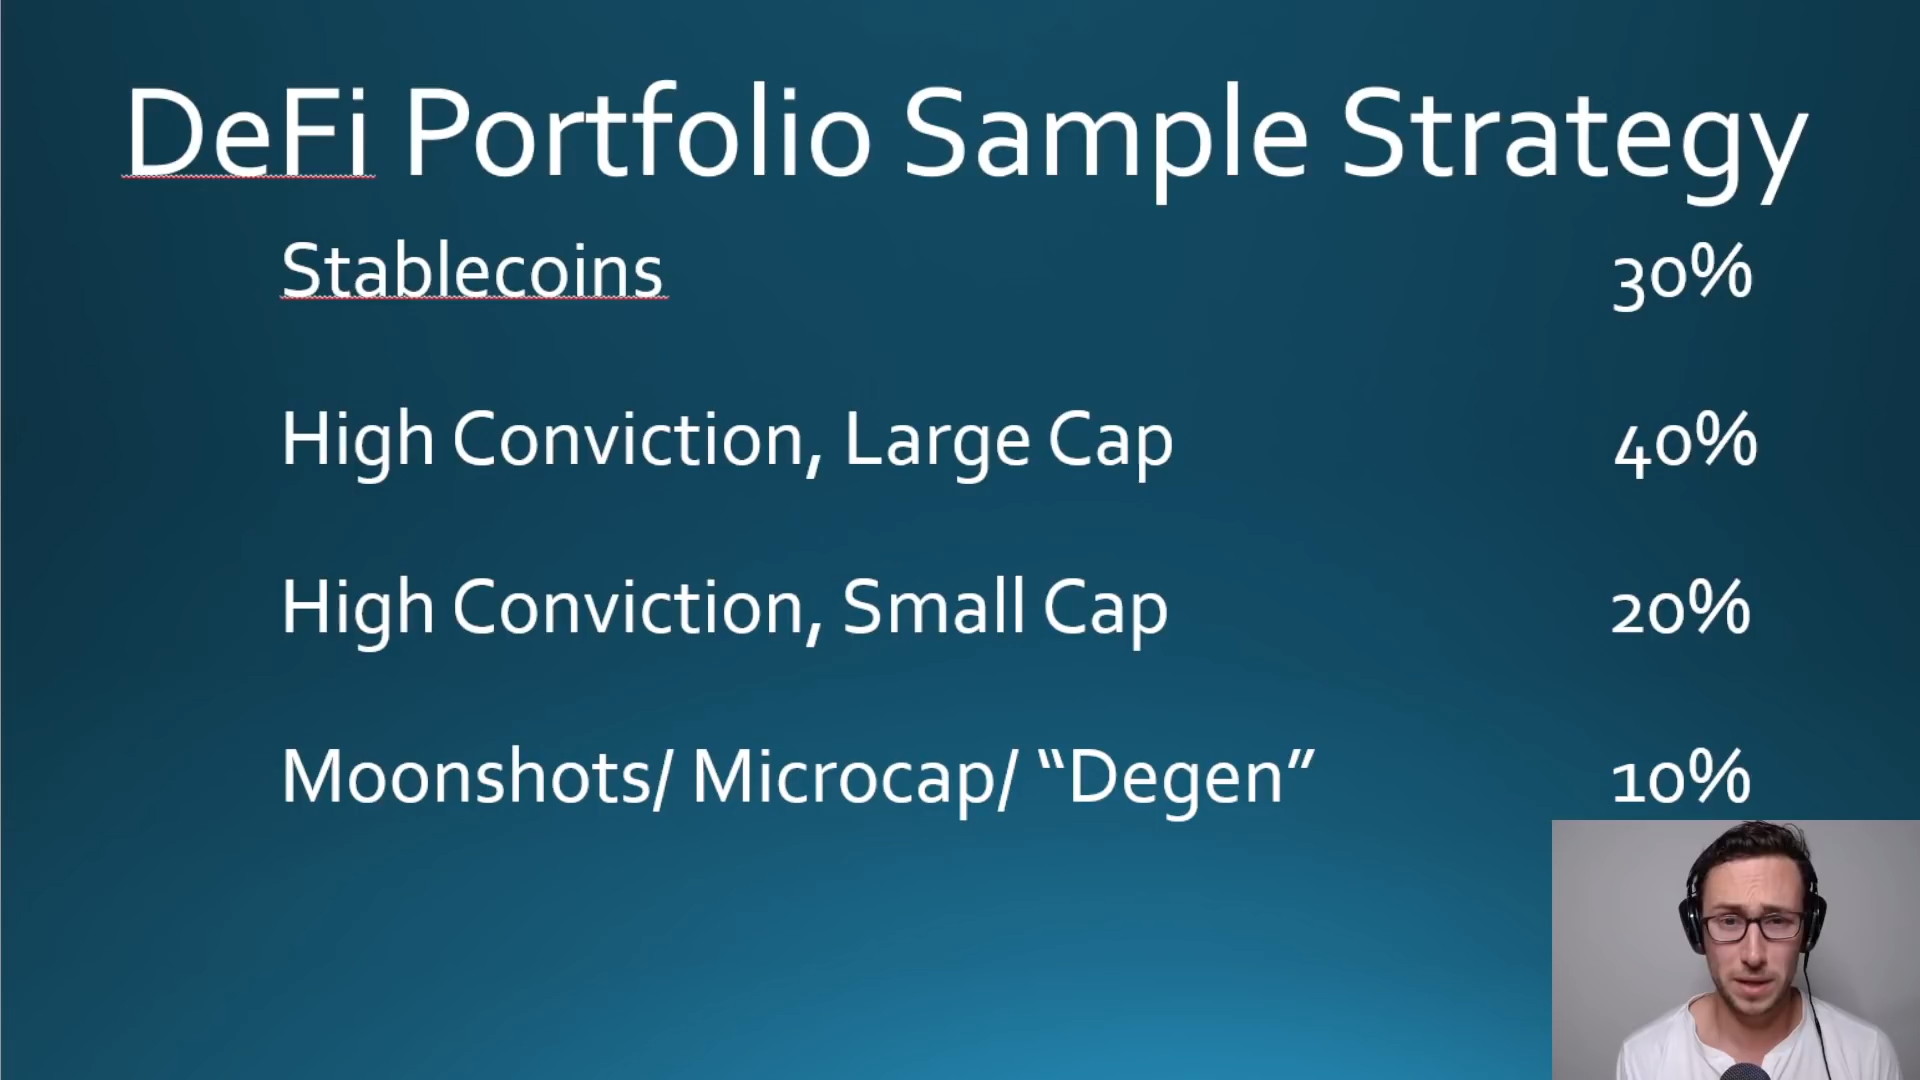 DeFi Portfolio Sample Strategy
Stablecoins 30%
High Conviction, Large Cap 40%
High Conviction, Small Cap 20%
Moonshots/ Microcap/ “Degen” 10%